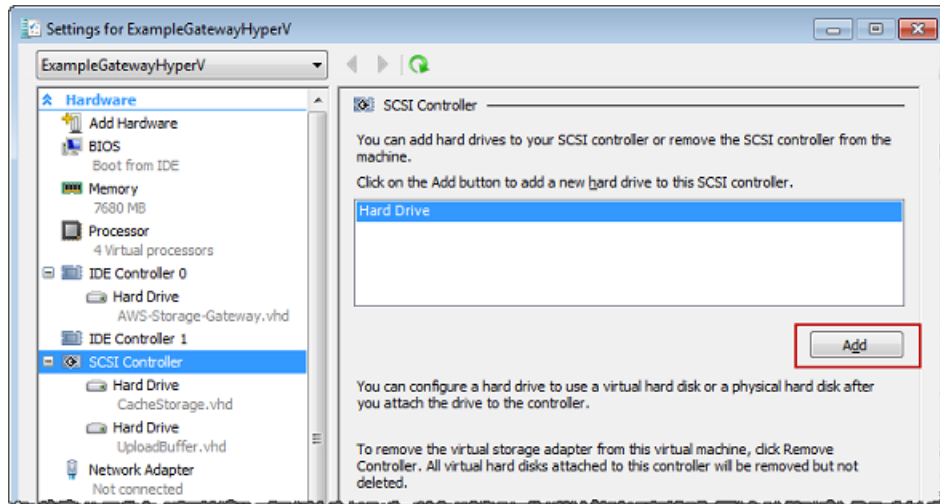 Settings for ExampleGatewayHyperV
ExampleGatewayHyperV
Hardware
Add Hardware
BIOS
Boot from IDE
Memory
7680 MB
Processor
4 Virtual processors
IDE Controller 0
Hard Drive
AWS-Storage-Gateway.vhd
IDE Controller 1
SCSI Controller
Hard Drive
CacheStorage.vhd
Hard Drive
UploadBuffer.vhd
Network Adapter
Not connected
SCSI Controller
You can add hard drives to your SCSI controller or remove the SCSI controller from the
machine.
Click on the Add button to add a new hard drive to this SCSI controller.
Hard Drive
Add
You can configure a hard drive to use a virtual hard disk or a physical hard disk after
you attach the drive to the controller.
To remove the virtual storage adapter from this virtual machine, click Remove
Controller. All virtual hard disks attached to this controller will be removed but not
deleted.